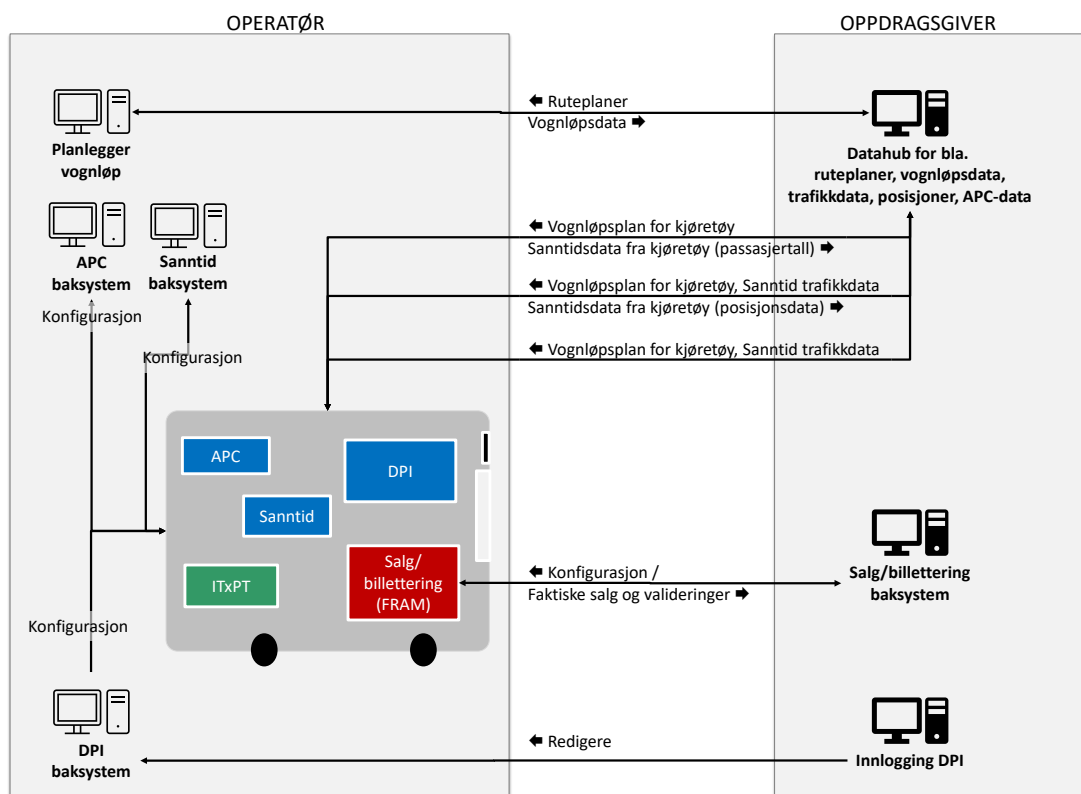 OPERATØR
OPPDRAGSGIVER
🡄 Ruteplaner
Vognløpsdata 🡆
Planlegger
vognløp
Datahub for bla.
ruteplaner, vognløpsdata,
trafikkdata, posisjoner, APC-data
🡄 Vognløpsplan for kjøretøy
Sanntidsdata fra kjøretøy (passasjertall) 🡆
APC
baksystem
Sanntid
baksystem
🡄 Vognløpsplan for kjøretøy, Sanntid trafikkdata
Sanntidsdata fra kjøretøy (posisjonsdata) 🡆
Konfigurasjon
Konfigurasjon
🡄 Vognløpsplan for kjøretøy, Sanntid trafikkdata
APC
DPI
Sanntid
ITxPT
Salg/
billettering
(FRAM)
🡄 Konfigurasjon /
Faktiske salg og valideringer 🡆
Salg/billettering
baksystem
Konfigurasjon
DPI
baksystem
🡄 Redigere
Innlogging DPI